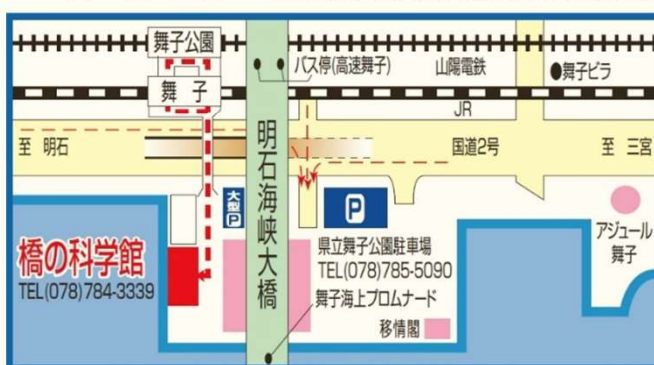 舞子公園
バス停(高速舞子)
山陽電鉄
●舞子ビラ
舞子
JR
至 明石
国道2号
至 三宮
明石海峡大橋
大型P
P
アジュール
舞子
橋の科学館
TEL(078)784-3339
県立舞子公園駐車場
TEL(078)785-5090
舞子海上プロムナード
移情閣